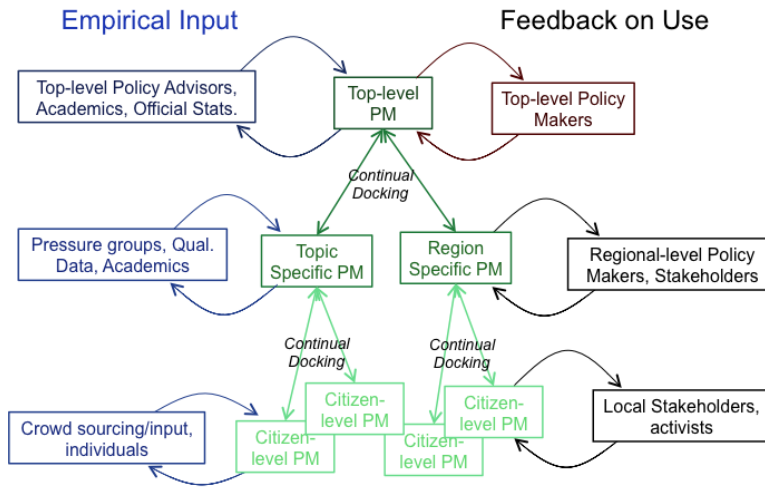 Empirical Input
Feedback on Use
Top-level Policy Advisors,
Academics, Official Stats.
Top-level
PM
Top-level Policy
Makers
Continual
Docking
Pressure groups, Qual.
Data, Academics
Topic
Specific PM
Region
Specific PM
Regional-level Policy
Makers, Stakeholders
Continual
Docking
Continual
Docking
Crowd sourcing/input,
individuals
Citizen-
level PM
Citizen-
level PM
Citizen-
level PM
Citizen-
level PM
Local Stakeholders,
activists